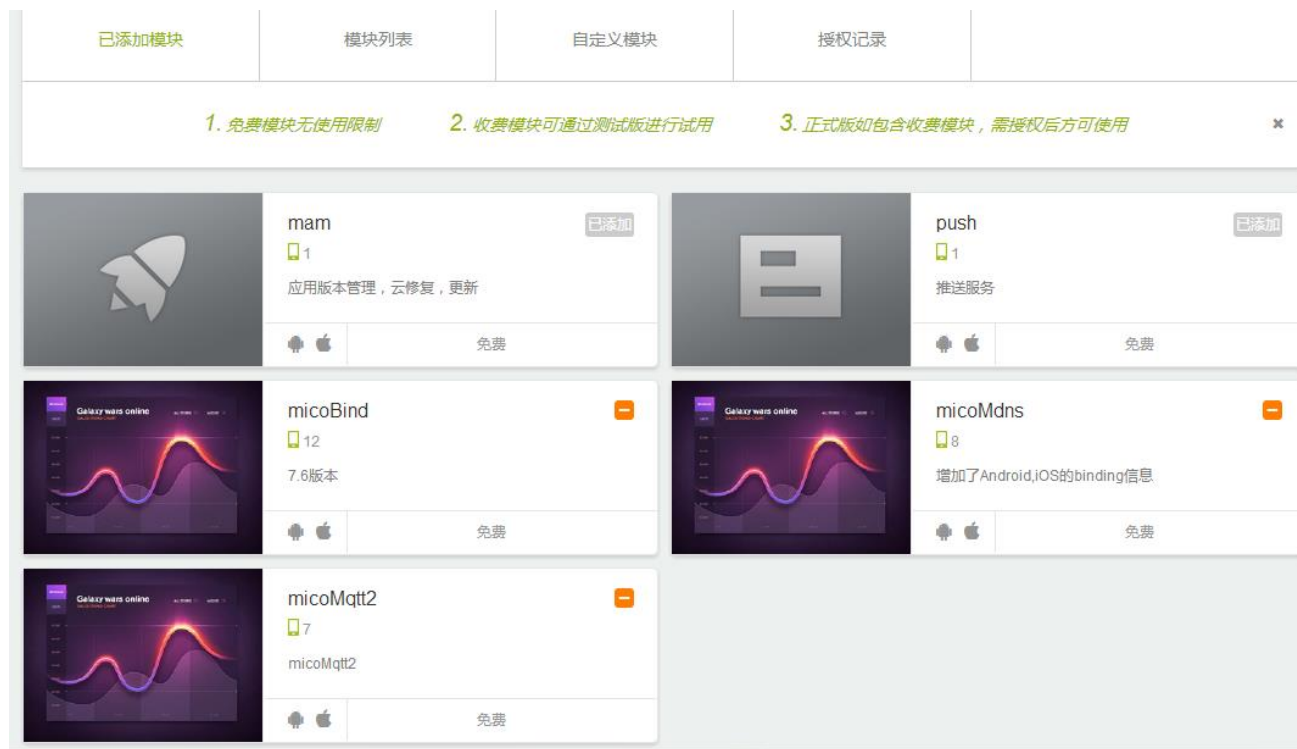 已添加模块
模块列表
自定义模块
授权记录
1. 免费模块无使用限制
2. 收费模块可通过测试版进行试用
3. 正式版如包含收费模块，需授权后方可使用
mam
已添加
1
应用版本管理，云修复，更新
免费
push
已添加
1
推送服务
免费
Galaxy wars online
micoBind
12
7.6版本
免费
Galaxy wars online
micoMdns
8
增加了Android,iOS的binding信息
免费
Galaxy wars online
micoMqtt2
7
micoMqtt2
免费